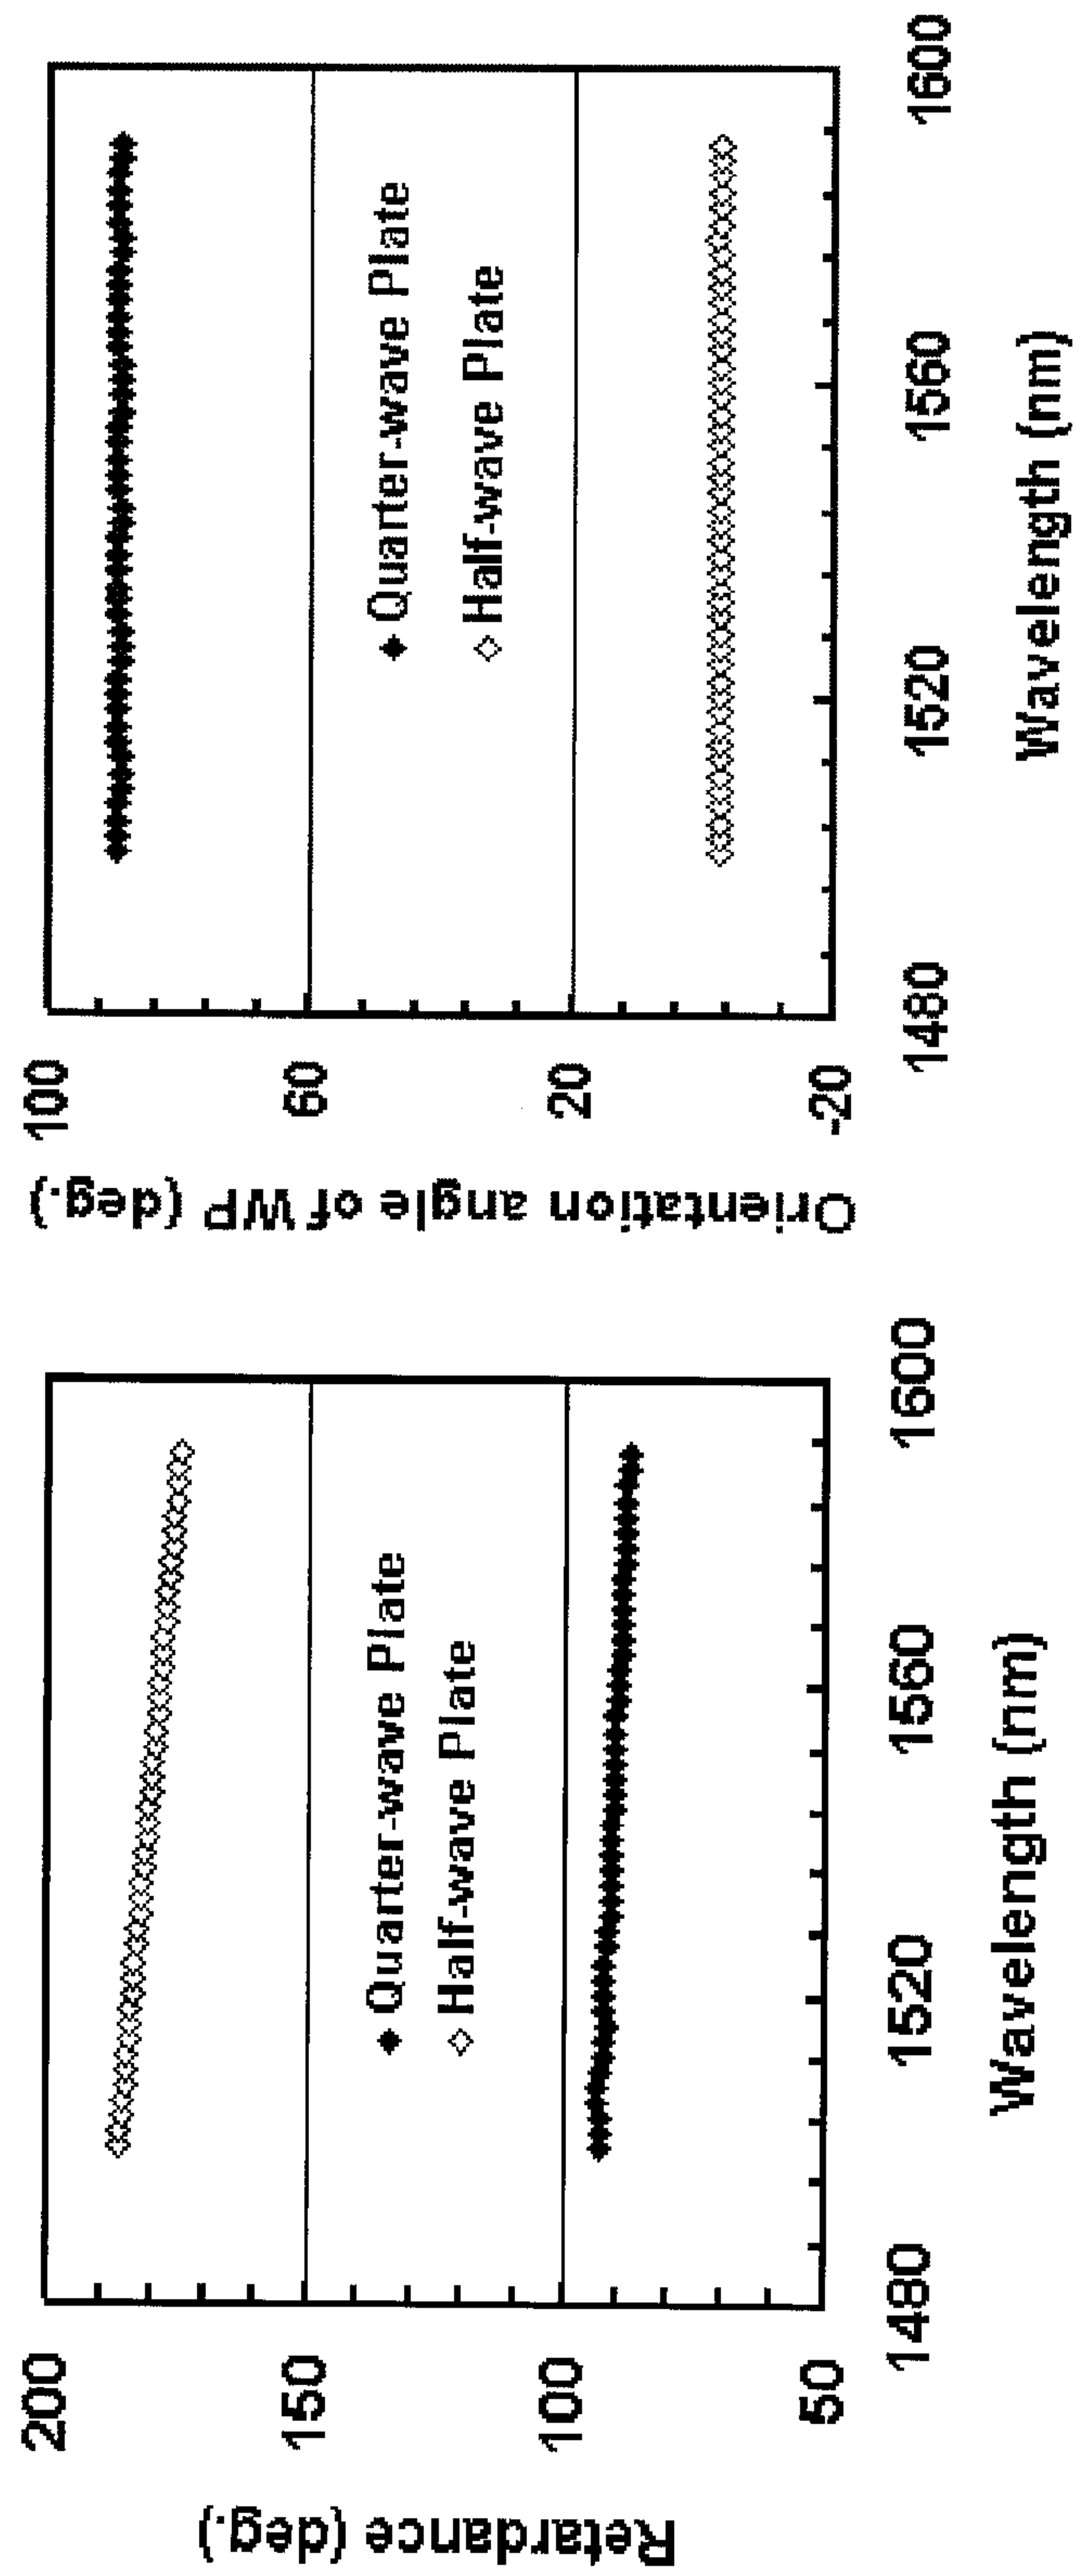 Retardance (deg.)
200
150
100
50
Quarter-wave Plate
Half-wave Plate
1480
1520
1560
1600
Wavelength (nm)
Orientation angle of WP (deg.)
100
60
20
-20
Quarter-wave Plate
Half-wave Plate
1480
1520
1560
1600
Wavelength (nm)